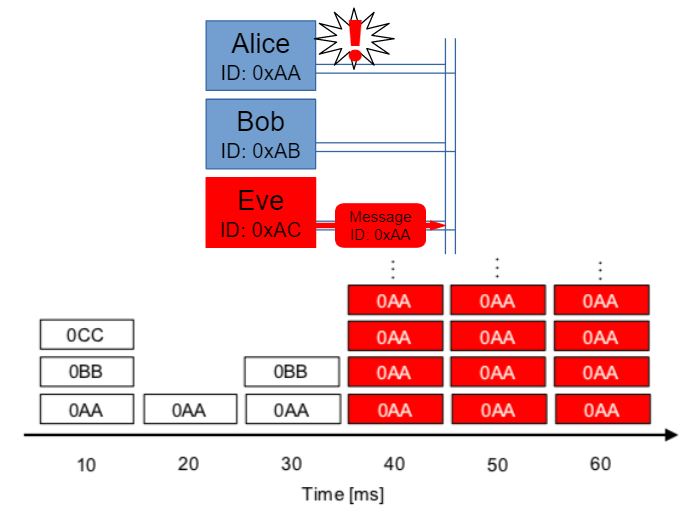 Alice
ID: 0xAA
!
Bob
ID: 0xAB
Eve
ID: 0xAC
Message
ID: 0xAA
0AA 0AA 0AA
0CC 0AA 0AA 0AA
0BB 0BB 0AA 0AA 0AA
0AA 0AA 0AA 0AA 0AA 0AA
10 20 30 40 50 60
Time [ms]